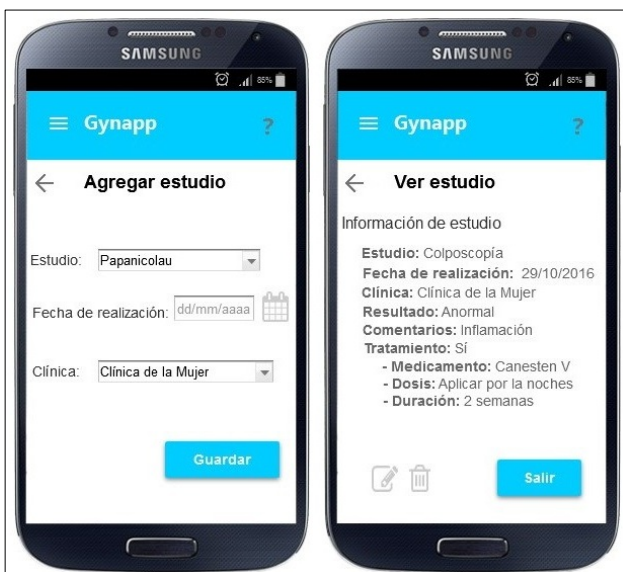 SAMSUNG
85%
Gynapp
?
Agregar estudio
Estudio: Papanicolau
Fecha de realización: dd/mm/aaaa
Clínica: Clínica de la Mujer
Guardar
SAMSUNG
85%
Gynapp
?
Ver estudio
Información de estudio
Estudio: Colposcopía
Fecha de realización: 29/10/2016
Clínica: Clínica de la Mujer
Resultado: Anormal
Comentarios: Inflamación
Tratamiento: Sí
- Medicamento: Canesten V
- Dosis: Aplicar por la noches
- Duración: 2 semanas
Salir